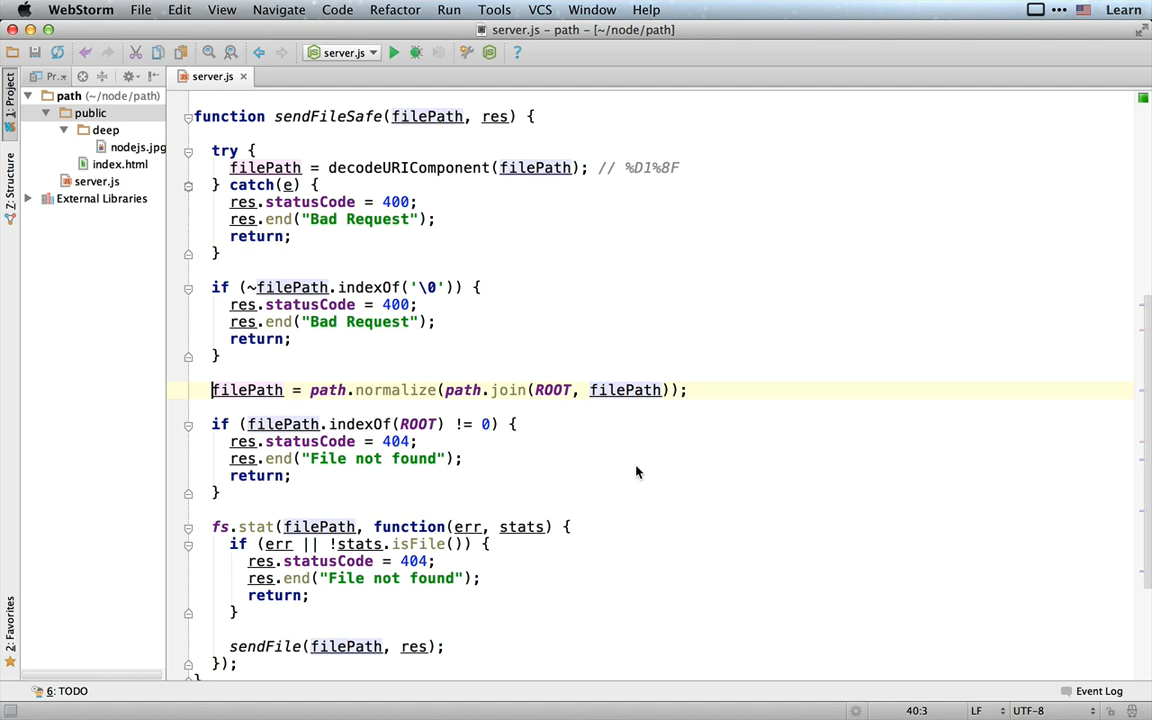 WebStorm File Edit View Navigate Code Refactor Run Tools VCS Window Help Learn
server.js – path – [~/node/path]
server.js
1: Project
Z: Structure
2: Favorites
Pr.
server.js
path (~/node/path)
public
deep
nodejs.jpg
index.html
server.js
External Libraries
function sendFileSafe(filePath, res) {
try {
filePath = decodeURIComponent(filePath); // %D1%8F
} catch(e) {
res.statusCode = 400;
res.end("Bad Request");
return;
}
if (~filePath.indexOf('\0')) {
res.statusCode = 400;
res.end("Bad Request");
return;
}
filePath = path.normalize(path.join(ROOT, filePath));
if (filePath.indexOf(ROOT) != 0) {
res.statusCode = 404;
res.end("File not found");
return;
}
fs.stat(filePath, function(err, stats) {
if (err || !stats.isFile()) {
res.statusCode = 404;
res.end("File not found");
return;
}
sendFile(filePath, res);
});
}
6: TODO
Event Log
40:3 LF UTF-8